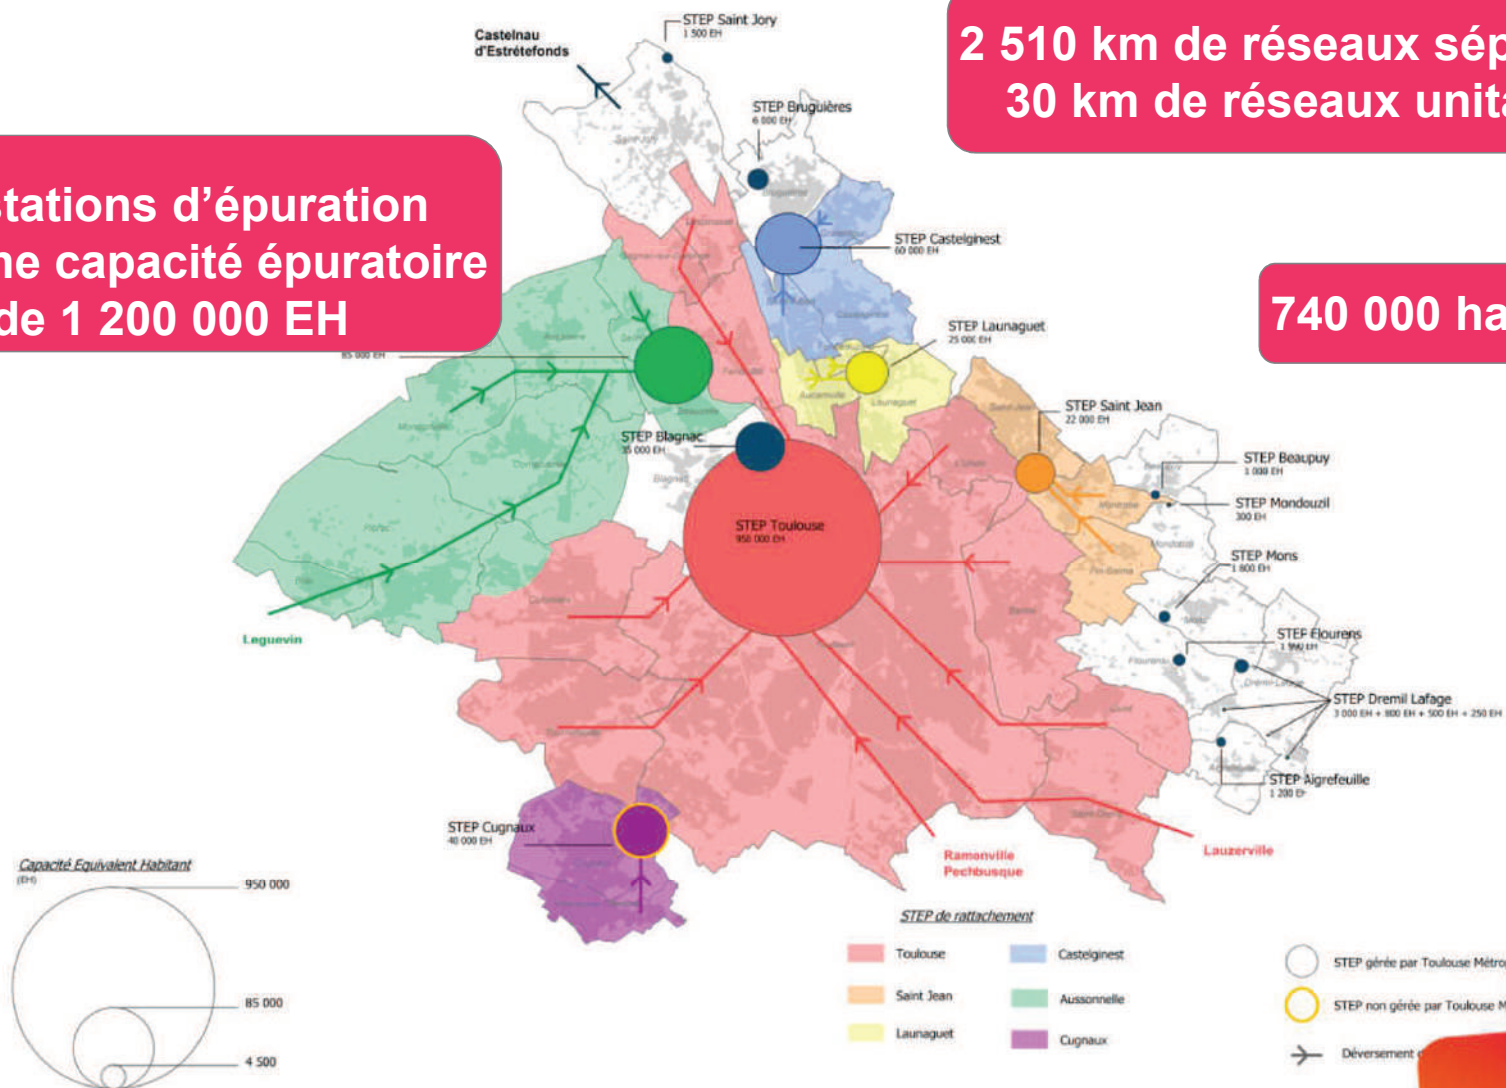 STEP Saint Jory
1 500 EH
Castelnau
d'Estrétefonds
2 510 km de réseaux sép
30 km de réseaux unita
STEP Bruguières
6 000 EH
stations d'épuration
ne capacité épuratoire
de 1 200 000 EH
STEP Castelginest
60 000 EH
740 000 ha
STEP Launaguet
25 000 EH
85 000 EH
STEP Saint Jean
22 000 EH
STEP Blagnac
35 000 EH
Blagnac
STEP Beaupuy
1 000 EH
STEP Mondouzil
300 EH
STEP Toulouse
950 000 EH
STEP Mons
1 800 EH
STEP Flourens
Leguevin
STEP Dremil Lafage
3 000 EH + 800 EH + 500 EH + 250 EH
STEP Aigrefeuille
1 200 EH
STEP Cugnaux
40 000 EH
Ramonville
Pechbusque
Lauzerville
Capacité Equivalent Habitant
(EH)
950 000
85 000
4 500
STEP de rattachement
Toulouse
Castelginest
Saint Jean
Aussonnelle
Launaguet
Cugnaux
STEP gérée par Toulouse Métrop
STEP non gérée par Toulouse M
Déversement